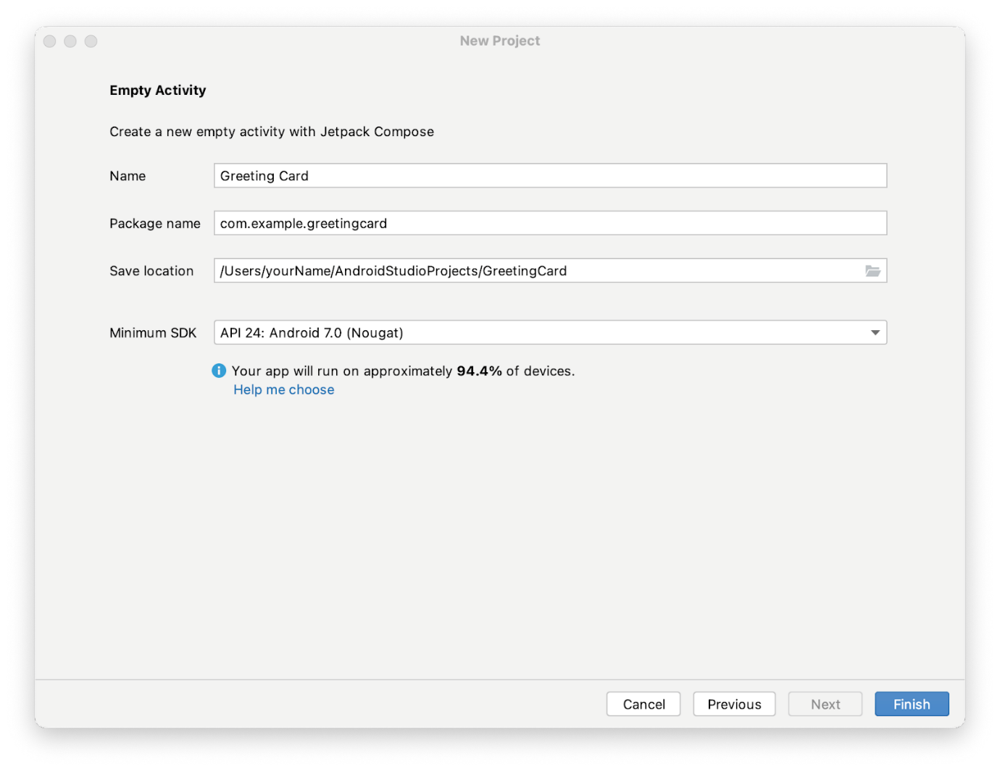 New Project
Empty Activity
Create a new empty activity with Jetpack Compose
Name Greeting Card
Package name com.example.greetingcard
Save location /Users/yourName/AndroidStudioProjects/GreetingCard
Minimum SDK API 24: Android 7.0 (Nougat)
Your app will run on approximately 94.4% of devices.
Help me choose
Cancel Previous Next Finish